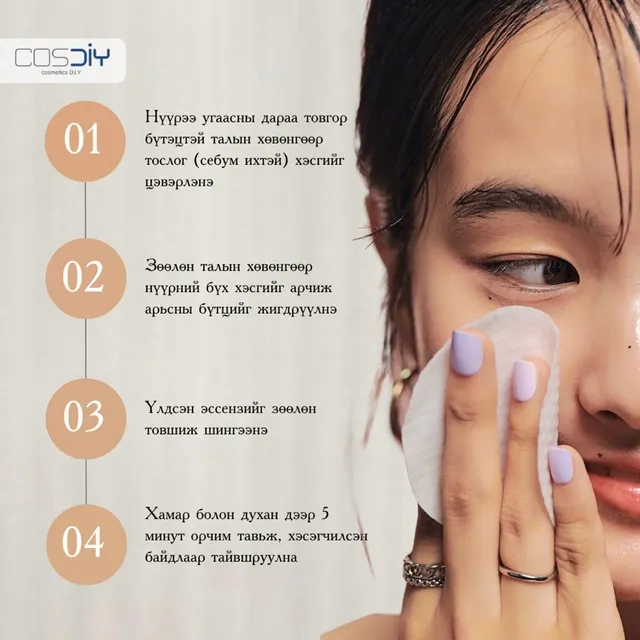 COSDiY
cosmetics D.I.Y
01
Нүүрээ угаасны дараа товгор
бүтэцтэй талын хөвөнгөөр
тослог (себум ихтэй) хэсгийг
цэвэрлэнэ
02
Зөөлөн талын хөвөнгөөр
нүүрний бүх хэсгийг арчиж
арьсны бүтцийг жигдрүүлнэ
03
Үлдсэн эссензийг зөөлөн
товшиж шингээнэ
04
Хамар болон духан дээр 5
минут орчим тавьж, хэсэгчилсэн
байдлаар тайвшруулна